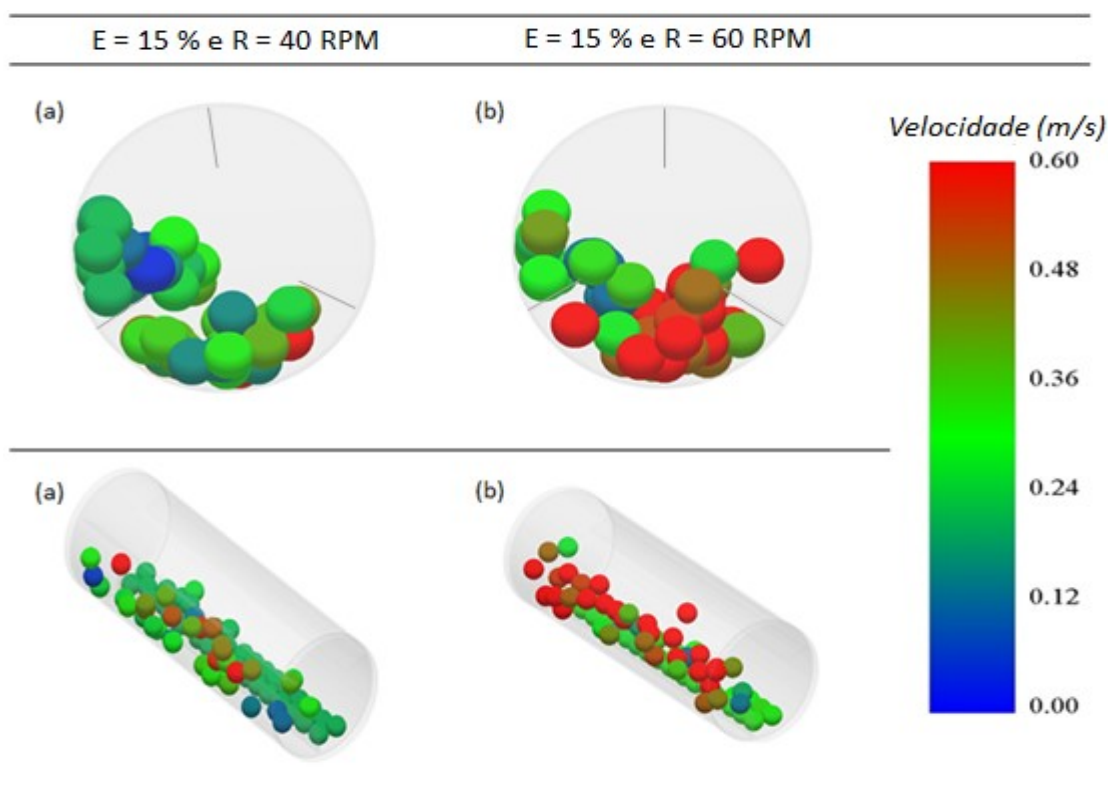 E = 15 % e R = 40 RPM
E = 15 % e R = 60 RPM
(a)
(b)
Velocidade (m/s)
0.60
0.48
0.36
0.24
0.12
0.00
(a)
(b)